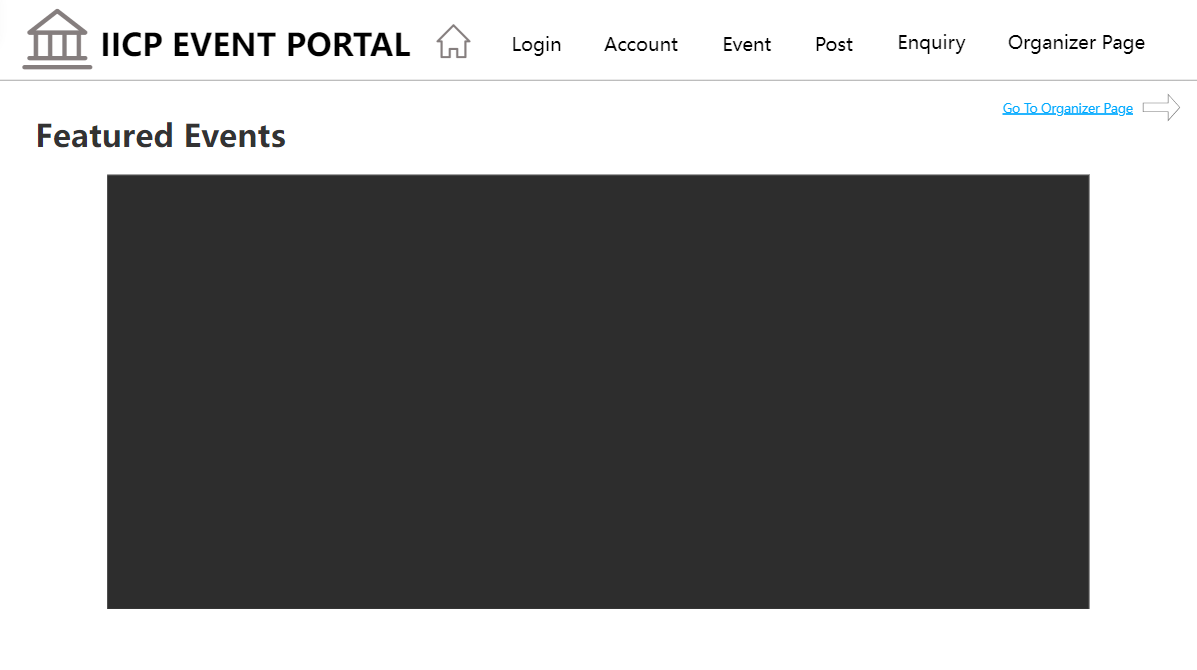 IICP EVENT PORTAL Login Account Event Post Enquiry Organizer Page
Go To Organizer Page
Featured Events